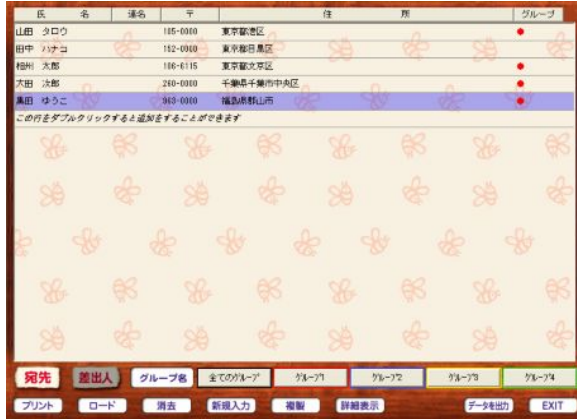 氏 名 連名 〒 住 所 グループ
山田 タロウ 105-0000 東京都港区
田中 ハナコ 152-0000 東京都目黒区
相州 太郎 106-6115 東京都文京区
太田 次郎 260-0000 千葉県千葉市中央区
黒田 ゆうこ 963-0000 福島県郡山市
この行をダブルクリックすると追加をすることができます
宛先 差出人 グループ名 全てのグループ グループ1 グループ2 グループ3 グループ4
プリント ロード 消去 新規入力 複製 詳細表示 データを出力 EXIT